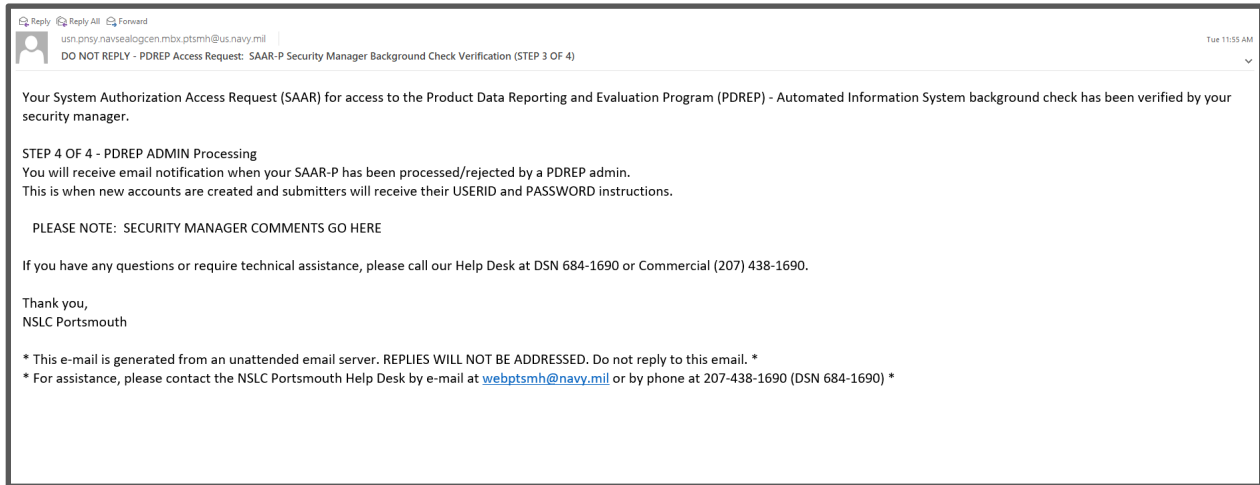 Reply Reply All Forward
usn.pnsy.navsealogcen.mbx.ptsmh@us.navy.mil
Tue 11:55 AM
DO NOT REPLY - PDREP Access Request: SAAR-P Security Manager Background Check Verification (STEP 3 OF 4)
Your System Authorization Access Request (SAAR) for access to the Product Data Reporting and Evaluation Program (PDREP) - Automated Information System background check has been verified by your
security manager.
STEP 4 OF 4 - PDREP ADMIN Processing
You will receive email notification when your SAAR-P has been processed/rejected by a PDREP admin.
This is when new accounts are created and submitters will receive their USERID and PASSWORD instructions.
PLEASE NOTE: SECURITY MANAGER COMMENTS GO HERE
If you have any questions or require technical assistance, please call our Help Desk at DSN 684-1690 or Commercial (207) 438-1690.
Thank you,
NSLC Portsmouth
* This e-mail is generated from an unattended email server. REPLIES WILL NOT BE ADDRESSED. Do not reply to this email. *
* For assistance, please contact the NSLC Portsmouth Help Desk by e-mail at webptsmh@navy.mil or by phone at 207-438-1690 (DSN 684-1690) *